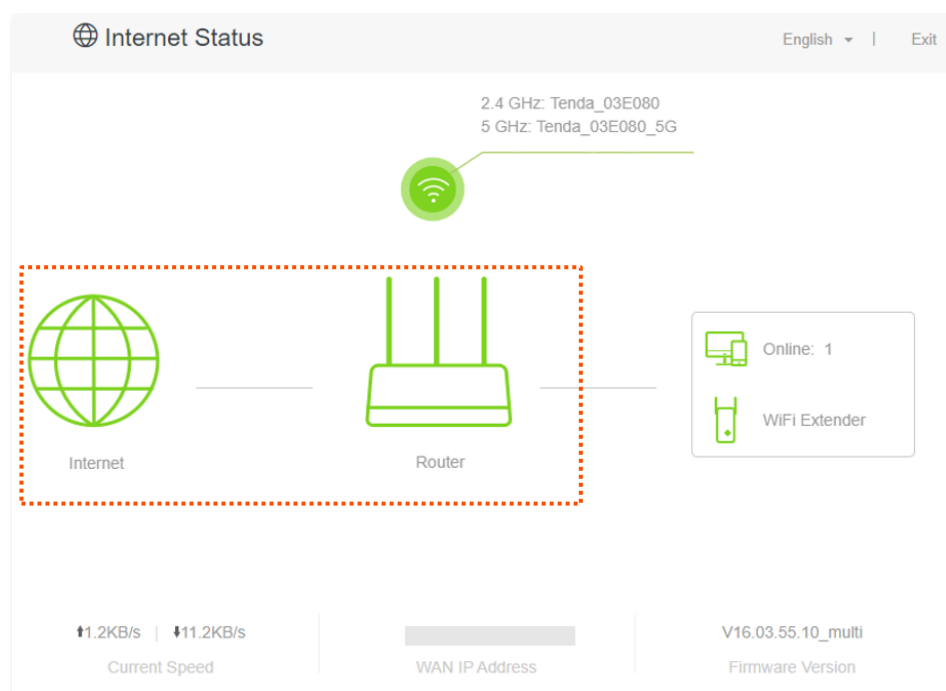 Internet Status
English | Exit
2.4 GHz: Tenda_03E080
5 GHz: Tenda_03E080_5G
Online: 1
WiFi Extender
Internet
Router
⬆1.2KB/s | ⬇11.2KB/s
V16.03.55.10_multi
Current Speed
WAN IP Address
Firmware Version